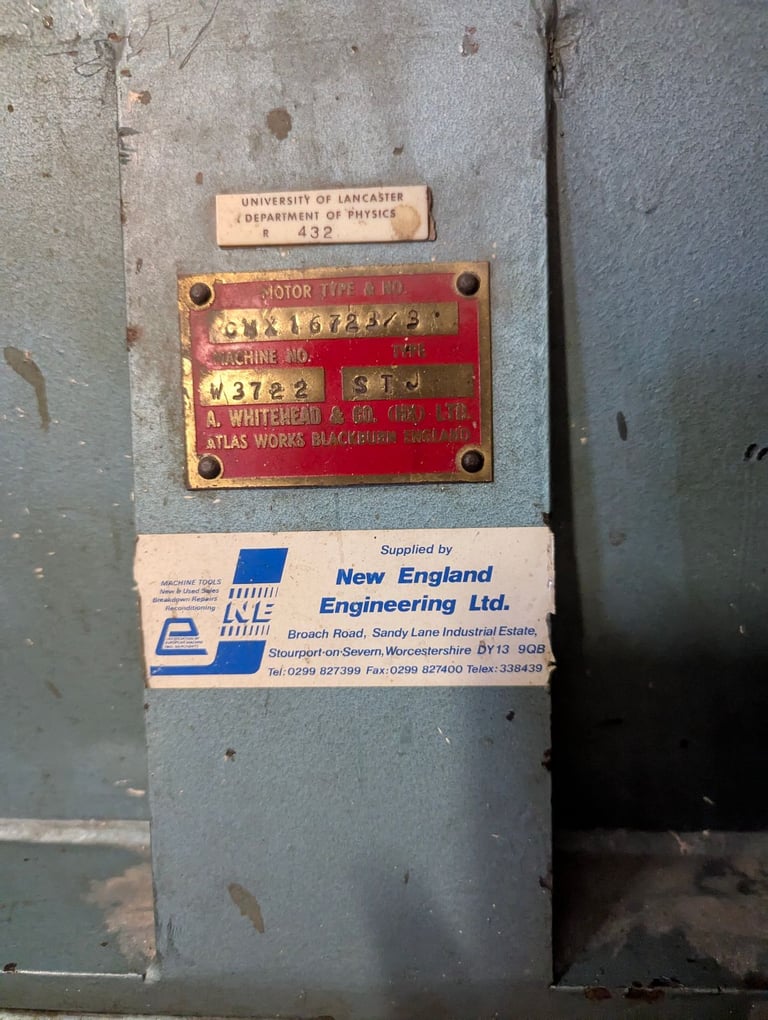 UNIVERSITY OF LANCASTER
DEPARTMENT OF PHYSICS
R 432
MOTOR TYPE & NO.
CMX16723/3
MACHINE NO. TYPE
W3722 STJ
A. WHITEHEAD & CO. (HX) LTD.
ATLAS WORKS BLACKBURN ENGLAND
MACHINE TOOLS
New & Used Sales
Breakdown Repairs
Reconditioning
NE
Supplied by
New England
Engineering Ltd.
Broach Road, Sandy Lane Industrial Estate,
Stourport-on-Severn, Worcestershire DY13 9QB
Tel: 0299 827399 Fax: 0299 827400 Telex: 338439